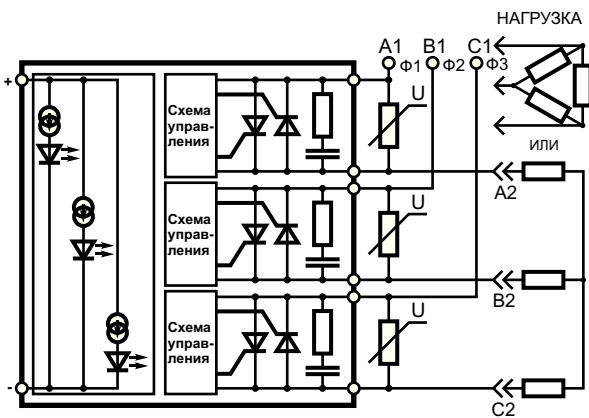 НАГРУЗКА
A1 B1 C1
Ф1 Ф2 Ф3
+
Схема
управ-
ления
U
ИЛИ
A2
Схема
управ-
ления
U
B2
Схема
управ-
ления
U
-
C2